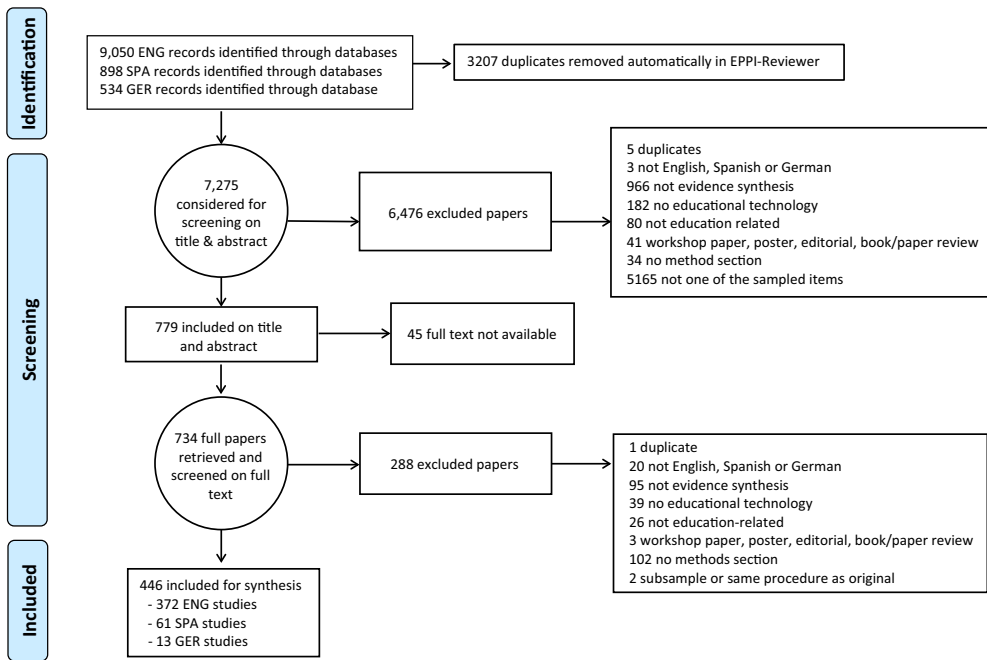 Identification
9,050 ENG records identified through databases
898 SPA records identified through databases
534 GER records identified through database
3207 duplicates removed automatically in EPPI-Reviewer
Screening
7,275
considered for
screening on
title & abstract
6,476 excluded papers
5 duplicates
3 not English, Spanish or German
966 not evidence synthesis
182 no educational technology
80 not education related
41 workshop paper, poster, editorial, book/paper review
34 no method section
5165 not one of the sampled items
779 included on title
and abstract
45 full text not available
734 full papers
retrieved and
screened on full
text
288 excluded papers
1 duplicate
20 not English, Spanish or German
95 not evidence synthesis
39 no educational technology
26 not education-related
3 workshop paper, poster, editorial, book/paper review
102 no methods section
2 subsample or same procedure as original
Included
446 included for synthesis
- 372 ENG studies
- 61 SPA studies
- 13 GER studies